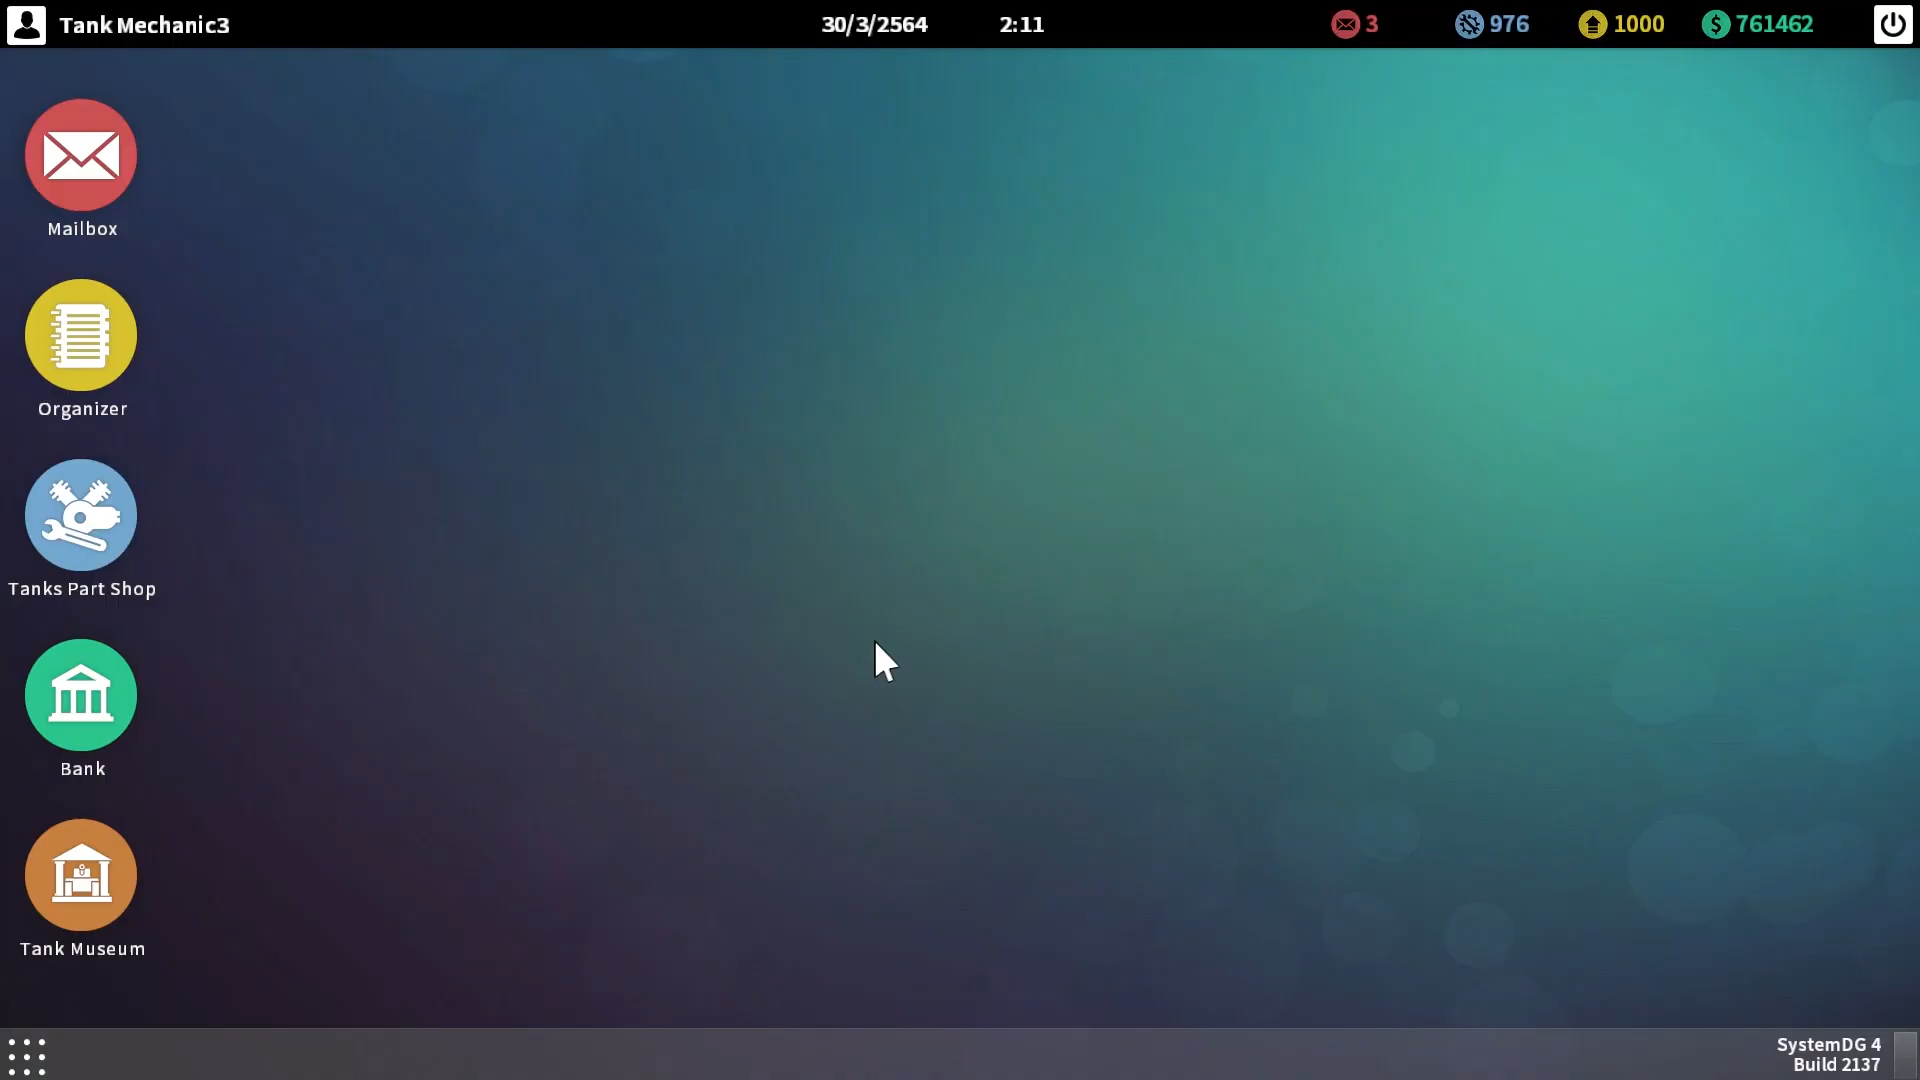 Tank Mechanic3
30/3/2564
2:11
3
976
1000
761462
Mailbox
Organizer
Tanks Part Shop
Bank
Tank Museum
SystemDG 4
Build 2137